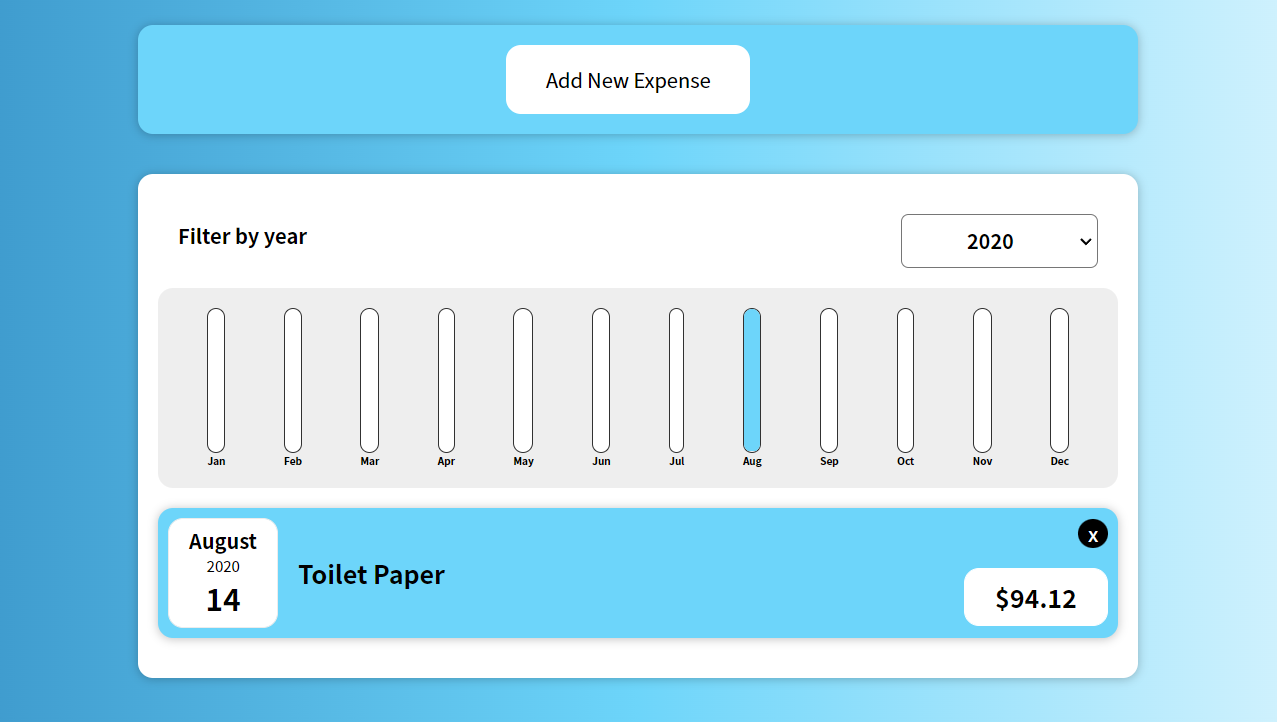 Add New Expense
Filter by year
2020
Jan Feb Mar Apr May Jun Jul Aug Sep Oct Nov Dec
August
2020
14
Toilet Paper
x
$94.12